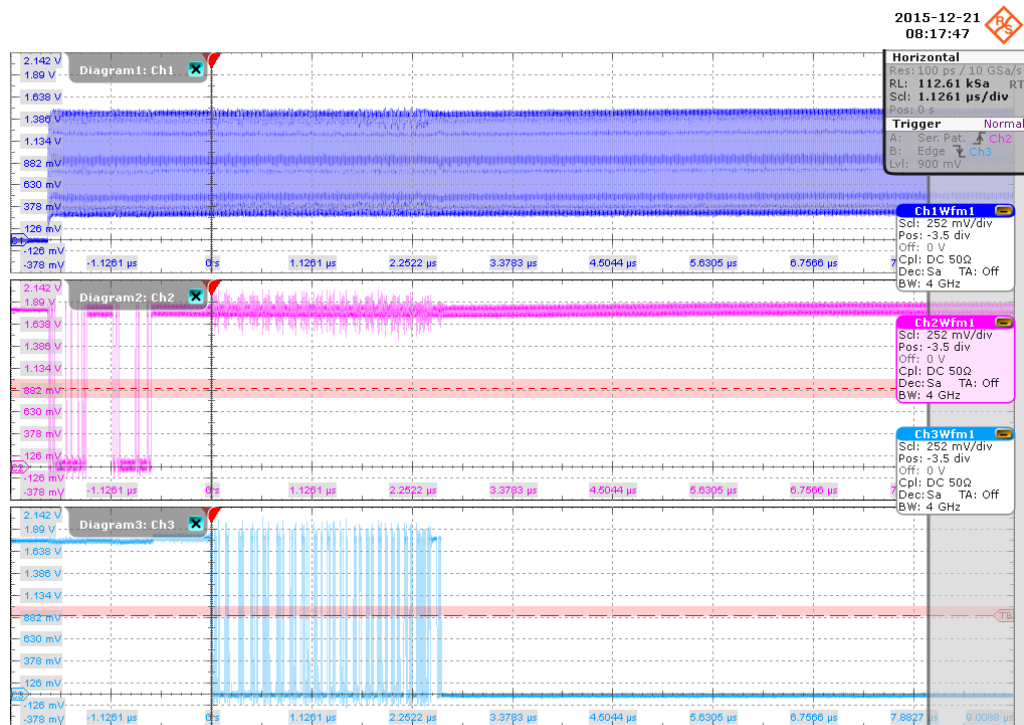 2015-12-21
08:17:47
R&S
Horizontal
Res: 100 ps / 10 GSa/s
RL: 112.61 kSa RT
Scl: 1.1261 µs/div
Pos: 0 s
Trigger Normal
A: Ser. Pat. Ch2
B: Edge Ch3
Lvl: 900 mV
Diagram1: Ch1
2.142 V
1.89 V
1.638 V
1.386 V
1.134 V
882 mV
630 mV
378 mV
126 mV
C1
-126 mV
-378 mV
-1.1261 µs 0 s 1.1261 µs 2.2522 µs 3.3783 µs 4.5044 µs 5.6305 µs 6.7566 µs
Ch1Wfm1
Scl: 252 mV/div
Pos: -3.5 div
Off: 0 V
Cpl: DC 50Ω
Dec: Sa TA: Off
BW: 4 GHz
Diagram2: Ch2
2.142 V
1.89 V
1.638 V
1.386 V
1.134 V
882 mV
630 mV
378 mV
126 mV
C2
-126 mV
-378 mV
-1.1261 µs 0 s 1.1261 µs 2.2522 µs 3.3783 µs 4.5044 µs 5.6305 µs 6.7566 µs
Ch2Wfm1
Scl: 252 mV/div
Pos: -3.5 div
Off: 0 V
Cpl: DC 50Ω
Dec: Sa TA: Off
BW: 4 GHz
Ch3Wfm1
Scl: 252 mV/div
Pos: -3.5 div
Off: 0 V
Cpl: DC 50Ω
Dec: Sa TA: Off
BW: 4 GHz
Diagram3: Ch3
2.142 V
1.89 V
1.638 V
1.386 V
1.134 V
882 mV
630 mV
378 mV
126 mV
C3
-126 mV
-378 mV
TB
-1.1261 µs 0 s 1.1261 µs 2.2522 µs 3.3783 µs 4.5044 µs 5.6305 µs 6.7566 µs 7.8827 µs 9.0088 µs